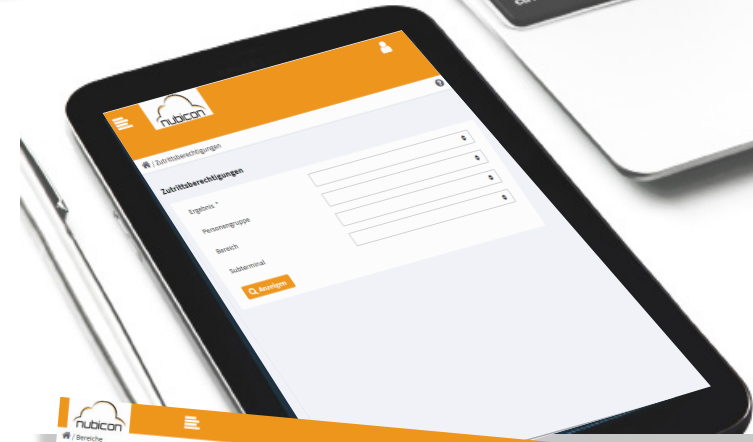 nubicon
/ Zutrittsberechtigungen
Zutrittsberechtigungen
Ergebnis *
Personengruppe
Bereich
Subterminal
Anzeigen
nubicon
/ Bereiche